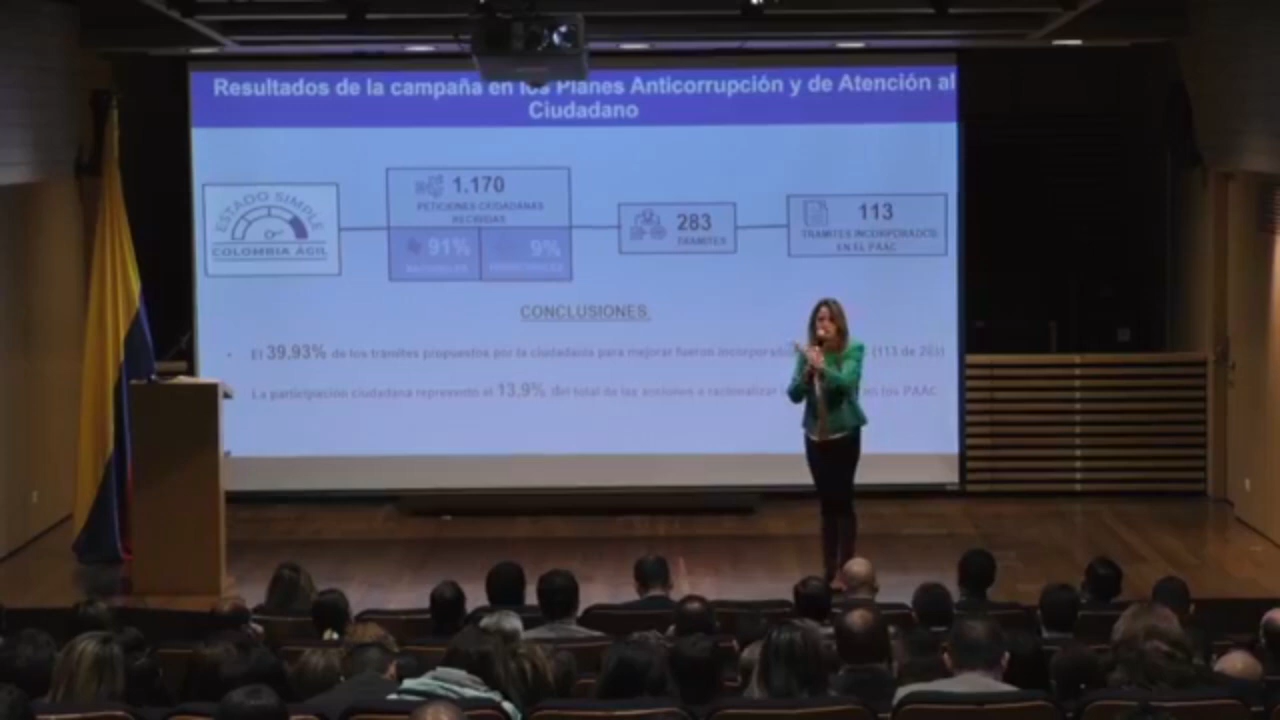 Resultados de la campaña en los Planes Anticorrupción y de Atención al
Ciudadano
ESTADO SIMPLE
COLOMBIA ÁGIL
1.170
PETICIONES CIUDADANAS
RECIBIDAS
91%
9%
283
TRÁMITES
113
TRÁMITES INCORPORADOS
EN EL PAAC
CONCLUSIONES.
El 39,93% de los trámites propuestos por la ciudadanía para mejorar fueron (113 de
La participación ciudadana representó el 13,9% del total de las acciones a racionalizar en los PAAC